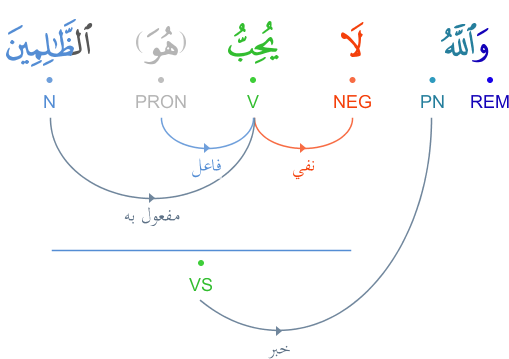 وَٱللَّهُ لَا يُحِبُّ (هُوَ) ٱلظَّـٰلِمِينَ
REM PN NEG V PRON N
نفي فاعل
مفعول به
VS
خبر